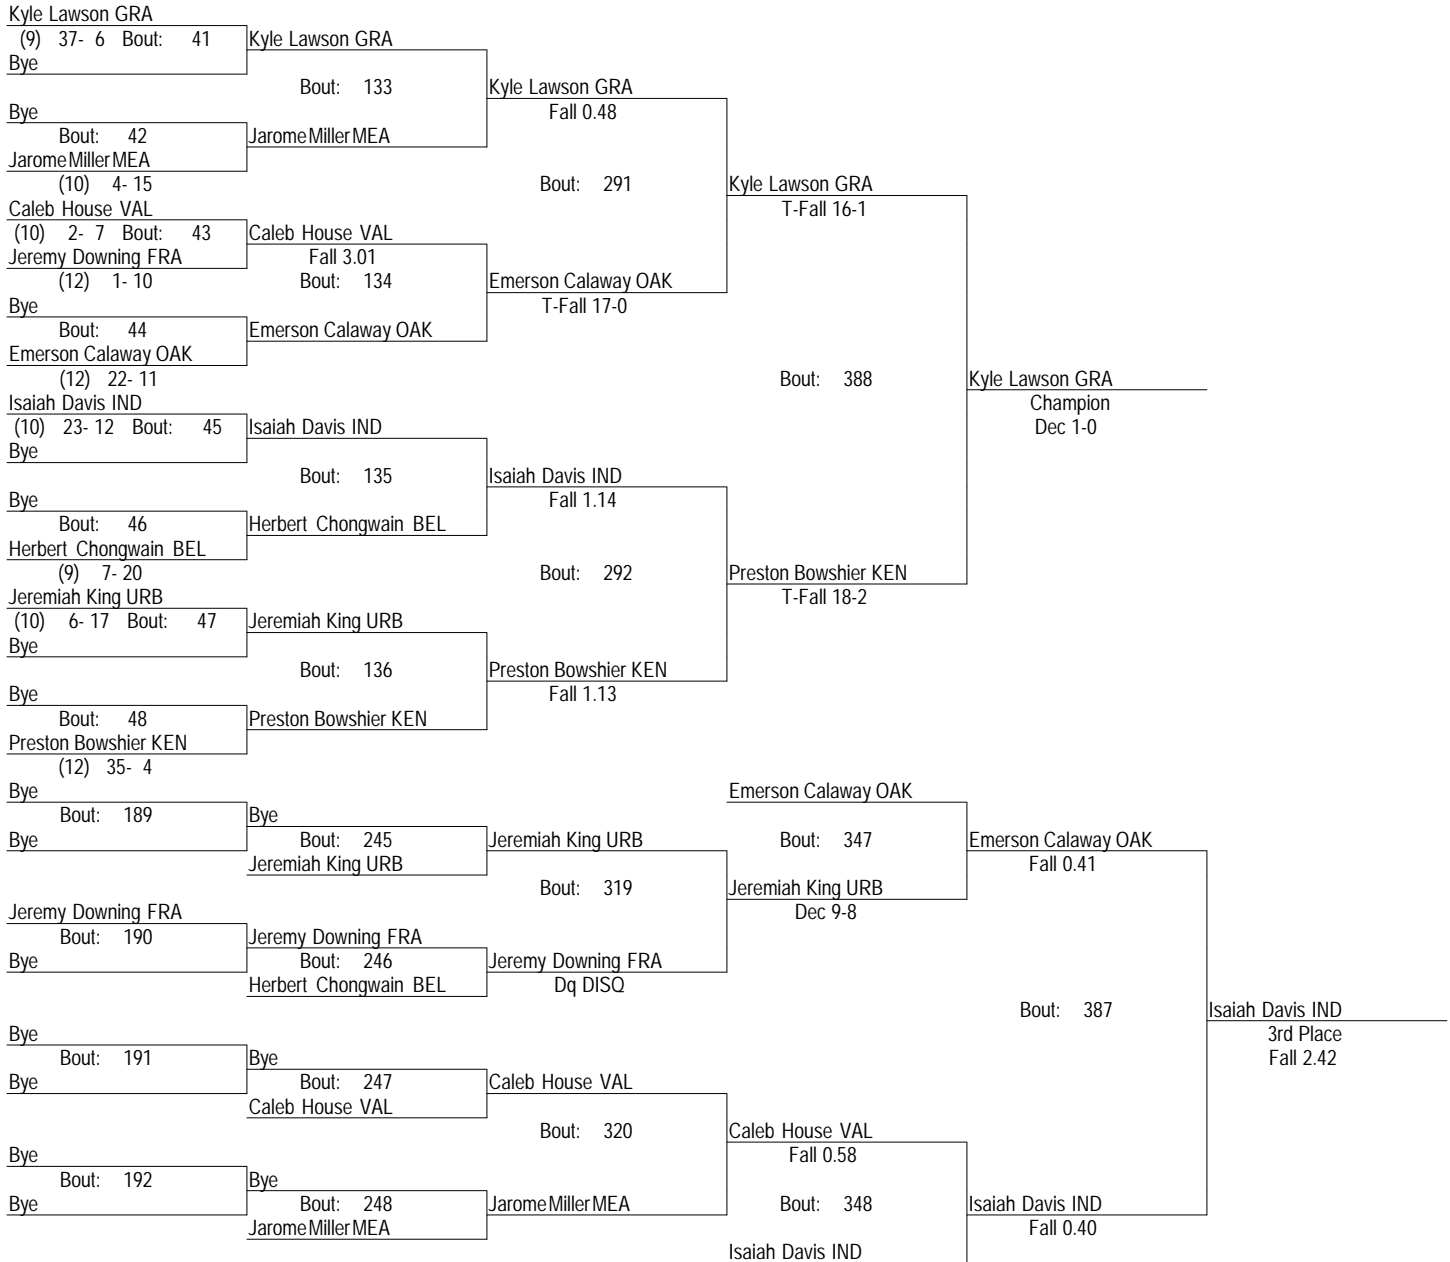 Kyle Lawson GRA
(9) 37- 6 Bout: 41 Kyle Lawson GRA
Bye
Bout: 133 Kyle Lawson GRA
Bye Fall 0.48
Bout: 42 Jarome Miller MEA
Jarome Miller MEA
(10) 4- 15 Bout: 291 Kyle Lawson GRA
Caleb House VAL T-Fall 16-1
(10) 2- 7 Bout: 43 Caleb House VAL
Jeremy Downing FRA Fall 3.01
(12) 1- 10 Bout: 134 Emerson Calaway OAK
Bye T-Fall 17-0
Bout: 44 Emerson Calaway OAK
Emerson Calaway OAK
(12) 22- 11 Bout: 388 Kyle Lawson GRA
Isaiah Davis IND Champion
(10) 23- 12 Bout: 45 Isaiah Davis IND Dec 1-0
Bye
Bout: 135 Isaiah Davis IND
Bye Fall 1.14
Bout: 46 Herbert Chongwain BEL
Herbert Chongwain BEL
(9) 7- 20 Bout: 292 Preston Bowshier KEN
Jeremiah King URB T-Fall 18-2
(10) 6- 17 Bout: 47 Jeremiah King URB
Bye
Bout: 136 Preston Bowshier KEN
Bye Fall 1.13
Bout: 48 Preston Bowshier KEN
Preston Bowshier KEN
(12) 35- 4
Bye Emerson Calaway OAK
Bout: 189 Bye
Bye Bout: 245 Jeremiah King URB Bout: 347 Emerson Calaway OAK
Jeremiah King URB Fall 0.41
Bout: 319 Jeremiah King URB
Jeremy Downing FRA Dec 9-8
Bout: 190 Jeremy Downing FRA
Bye Bout: 246 Jeremy Downing FRA
Herbert Chongwain BEL Dq DISQ
Bout: 387 Isaiah Davis IND
Bye 3rd Place
Bout: 191 Bye Fall 2.42
Bye Bout: 247 Caleb House VAL
Caleb House VAL
Bout: 320 Caleb House VAL
Bye Fall 0.58
Bout: 192 Bye
Bye Bout: 248 Jarome Miller MEA Bout: 348 Isaiah Davis IND
Jarome Miller MEA Fall 0.40
Isaiah Davis IND